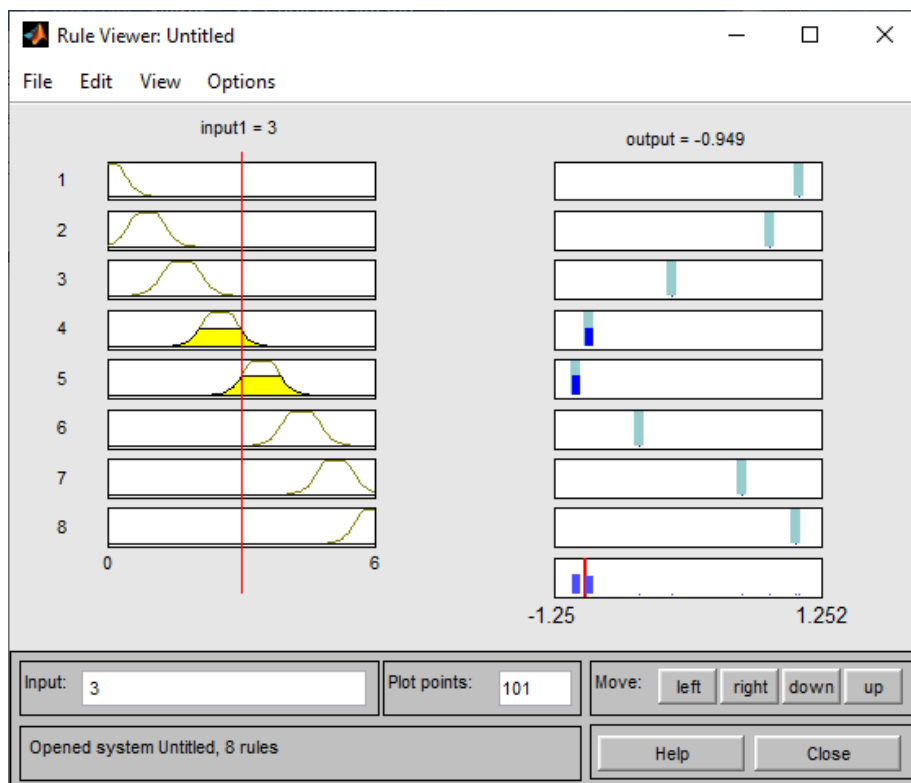 Rule Viewer: Untitled
File Edit View Options
input1 = 3
output = -0.949
1
2
3
4
5
6
7
8
0 6
-1.25 1.252
Input: 3 Plot points: 101 Move: left right down up
Opened system Untitled, 8 rules Help Close